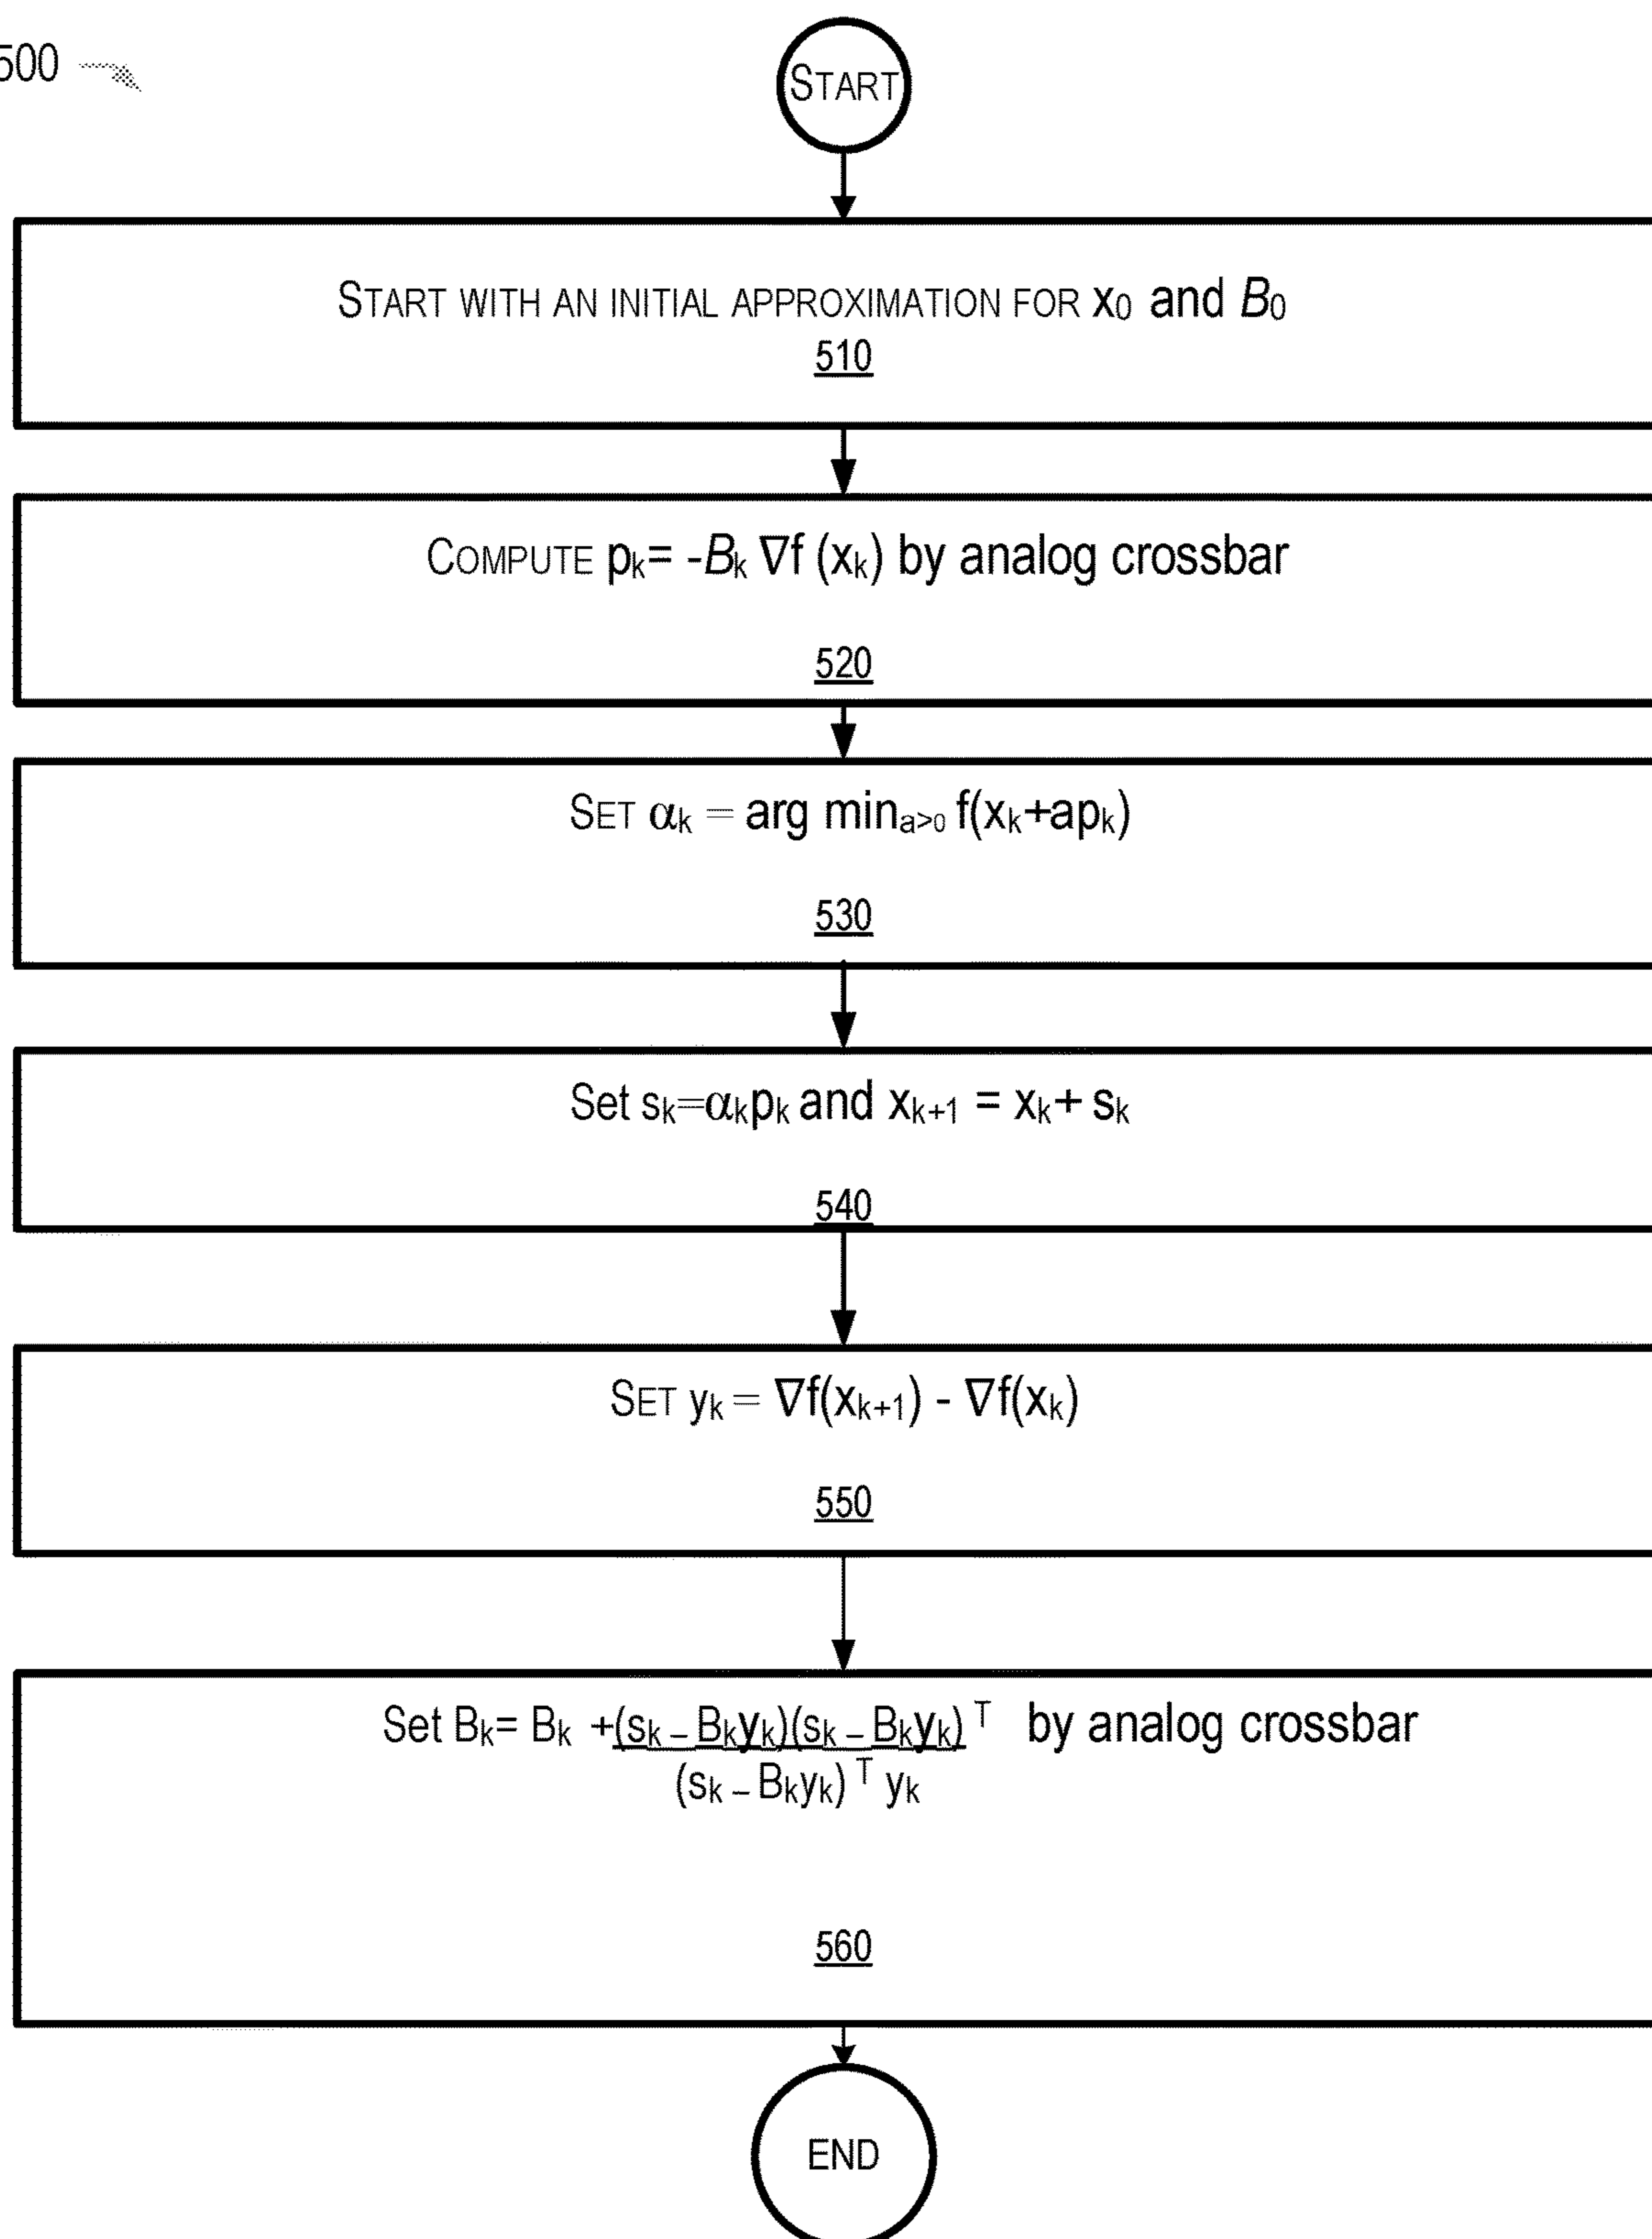 500
START
START WITH AN INITIAL APPROXIMATION FOR x₀ and B₀
510
COMPUTE pₖ= -Bₖ ∇f (xₖ) by analog crossbar
520
SET αₖ = arg minₐ>₀ f(xₖ+apₖ)
530
Set sₖ=αₖpₖ and xₖ₊₁ = xₖ+ sₖ
540
SET yₖ = ∇f(xₖ₊₁) - ∇f(xₖ)
550
Set Bₖ= Bₖ +(sₖ – Bₖyₖ)(sₖ – Bₖyₖ) ᵀ by analog crossbar
(sₖ – Bₖyₖ) ᵀ yₖ
560
END